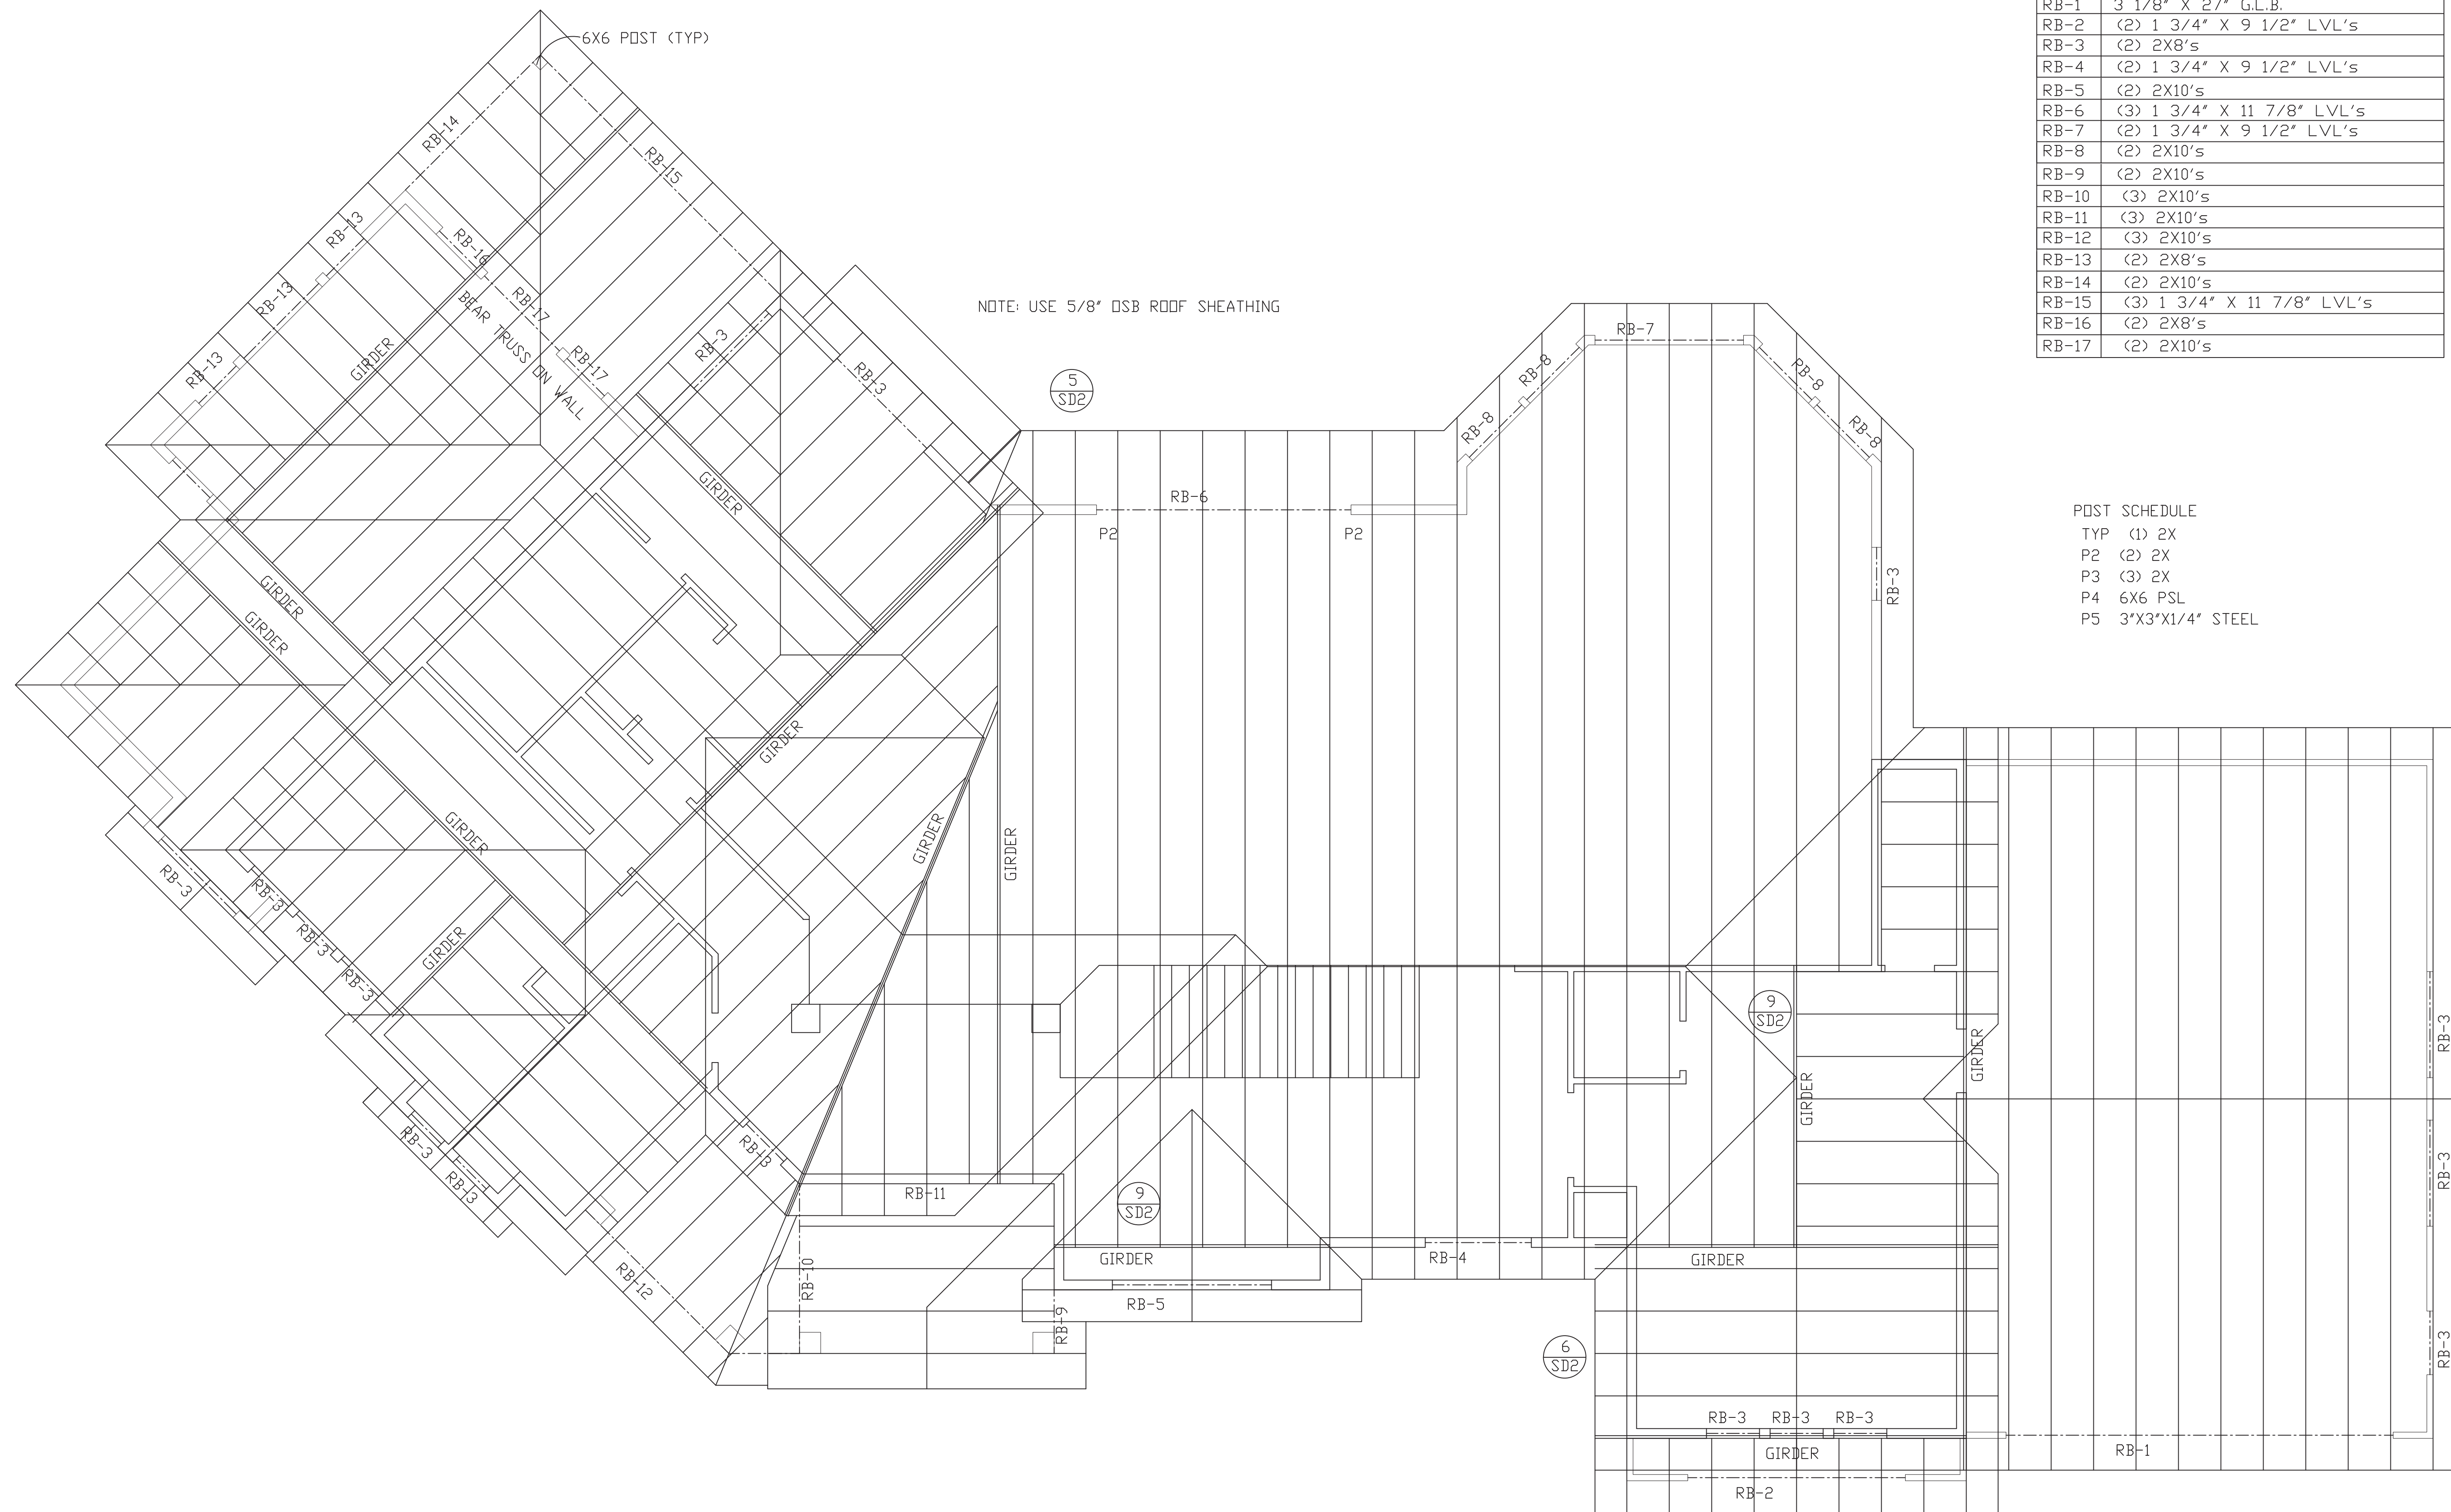 RB-1 3 1/8" X 27" G.L.B.
RB-2 (2) 1 3/4" X 9 1/2" LVL's
RB-3 (2) 2X8's
RB-4 (2) 1 3/4" X 9 1/2" LVL's
RB-5 (2) 2X10's
RB-6 (3) 1 3/4" X 11 7/8" LVL's
RB-7 (2) 1 3/4" X 9 1/2" LVL's
RB-8 (2) 2X10's
RB-9 (2) 2X10's
RB-10 (3) 2X10's
RB-11 (3) 2X10's
RB-12 (3) 2X10's
RB-13 (2) 2X8's
RB-14 (2) 2X10's
RB-15 (3) 1 3/4" X 11 7/8" LVL's
RB-16 (2) 2X8's
RB-17 (2) 2X10's
6X6 POST (TYP)
RB-14
RB-15
RB-13
RB-16
RB-13
RB-17
BEAR TRUSS ON WALL
NOTE: USE 5/8" OSB ROOF SHEATHING
RB-7
GIRDER
RB-17
RB-3
RB-13
RB-3
5
SD2
RB-8
RB-8
RB-8
RB-8
GIRDER
RB-6
P2
P2
POST SCHEDULE
TYP (1) 2X
P2 (2) 2X
P3 (3) 2X
P4 6X6 PSL
P5 3"X3"X1/4" STEEL
RB-3
GIRDER
GIRDER
GIRDER
GIRDER
GIRDER
GIRDER
RB-3
RB-3
RB-3
GIRDER
RB-3
9
SD2
GIRDER
RB-3
GIRDER
RB-3
RB-3
RB-13
RB-3
RB-11
9
SD2
GIRDER
RB-4
GIRDER
RB-12
RB-10
RB-5
RB-9
6
SD2
RB-3
RB-3
RB-3
RB-3
GIRDER
RB-1
RB-2